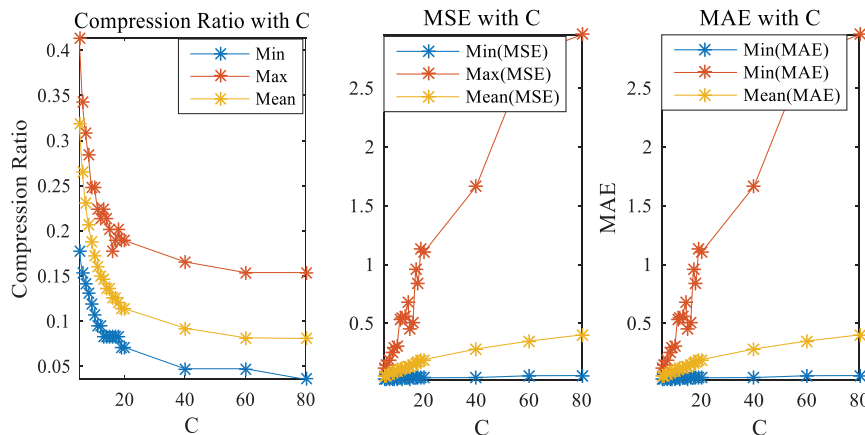 Compression Ratio with C
Min
Max
Mean
Compression Ratio
0.4
0.35
0.3
0.25
0.2
0.15
0.1
0.05
20
40
60
80
C
MSE with C
Min(MSE)
Max(MSE)
Mean(MSE)
2.5
2
1.5
1
0.5
20
40
60
80
C
MAE with C
Min(MAE)
Min(MAE)
Mean(MAE)
MAE
2.5
2
1.5
1
0.5
20
40
60
80
C